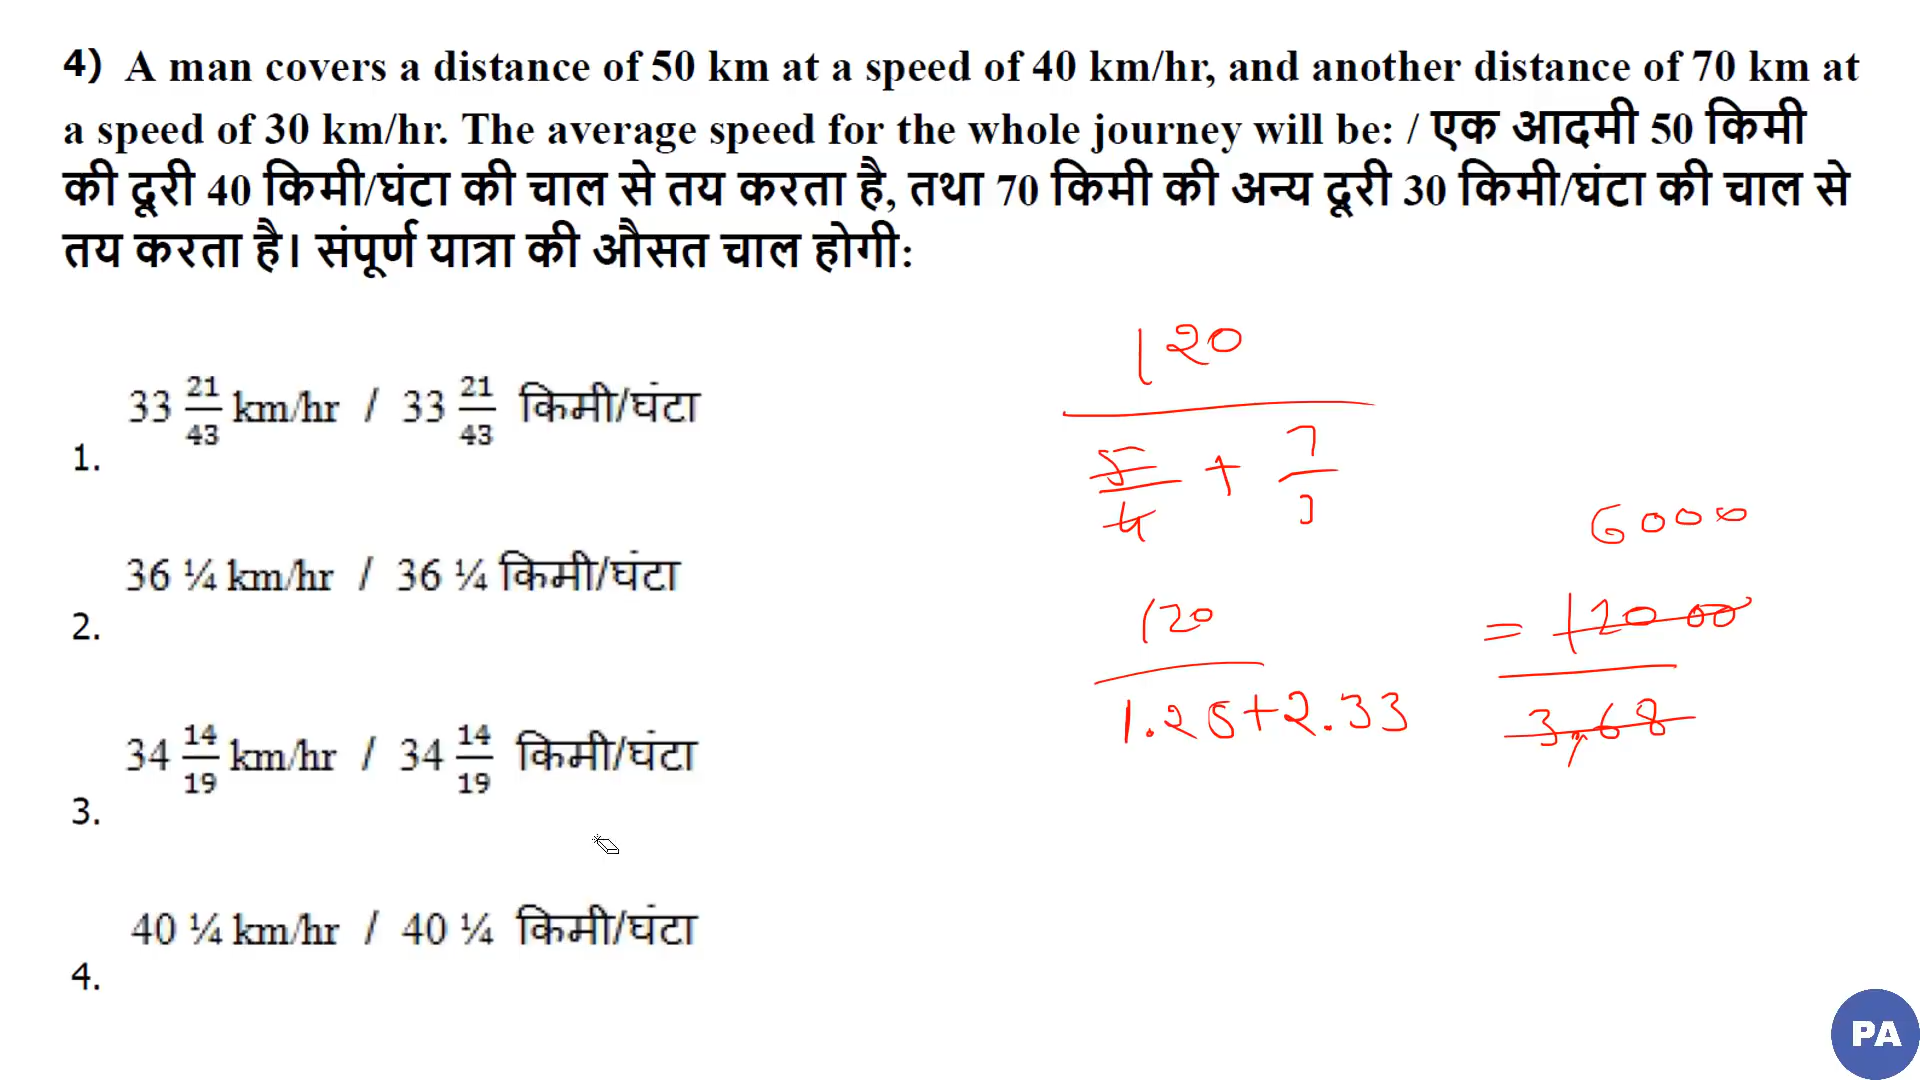 4) A man covers a distance of 50 km at a speed of 40 km/hr, and another distance of 70 km at
a speed of 30 km/hr. The average speed for the whole journey will be: / एक आदमी 50 किमी
की दूरी 40 किमी/घंटा की चाल से तय करता है, तथा 70 किमी की अन्य दूरी 30 किमी/घंटा की चाल से
तय करता है। संपूर्ण यात्रा की औसत चाल होगी:
1. 33 21/43 km/hr / 33 21/43 किमी/घंटा
2. 36 ¼ km/hr / 36 ¼ किमी/घंटा
3. 34 14/19 km/hr / 34 14/19 किमी/घंटा
4. 40 ¼ km/hr / 40 ¼ किमी/घंटा
120
5/4 + 7/3
6000
120
= 12000
1.25+2.33
3.68
PA